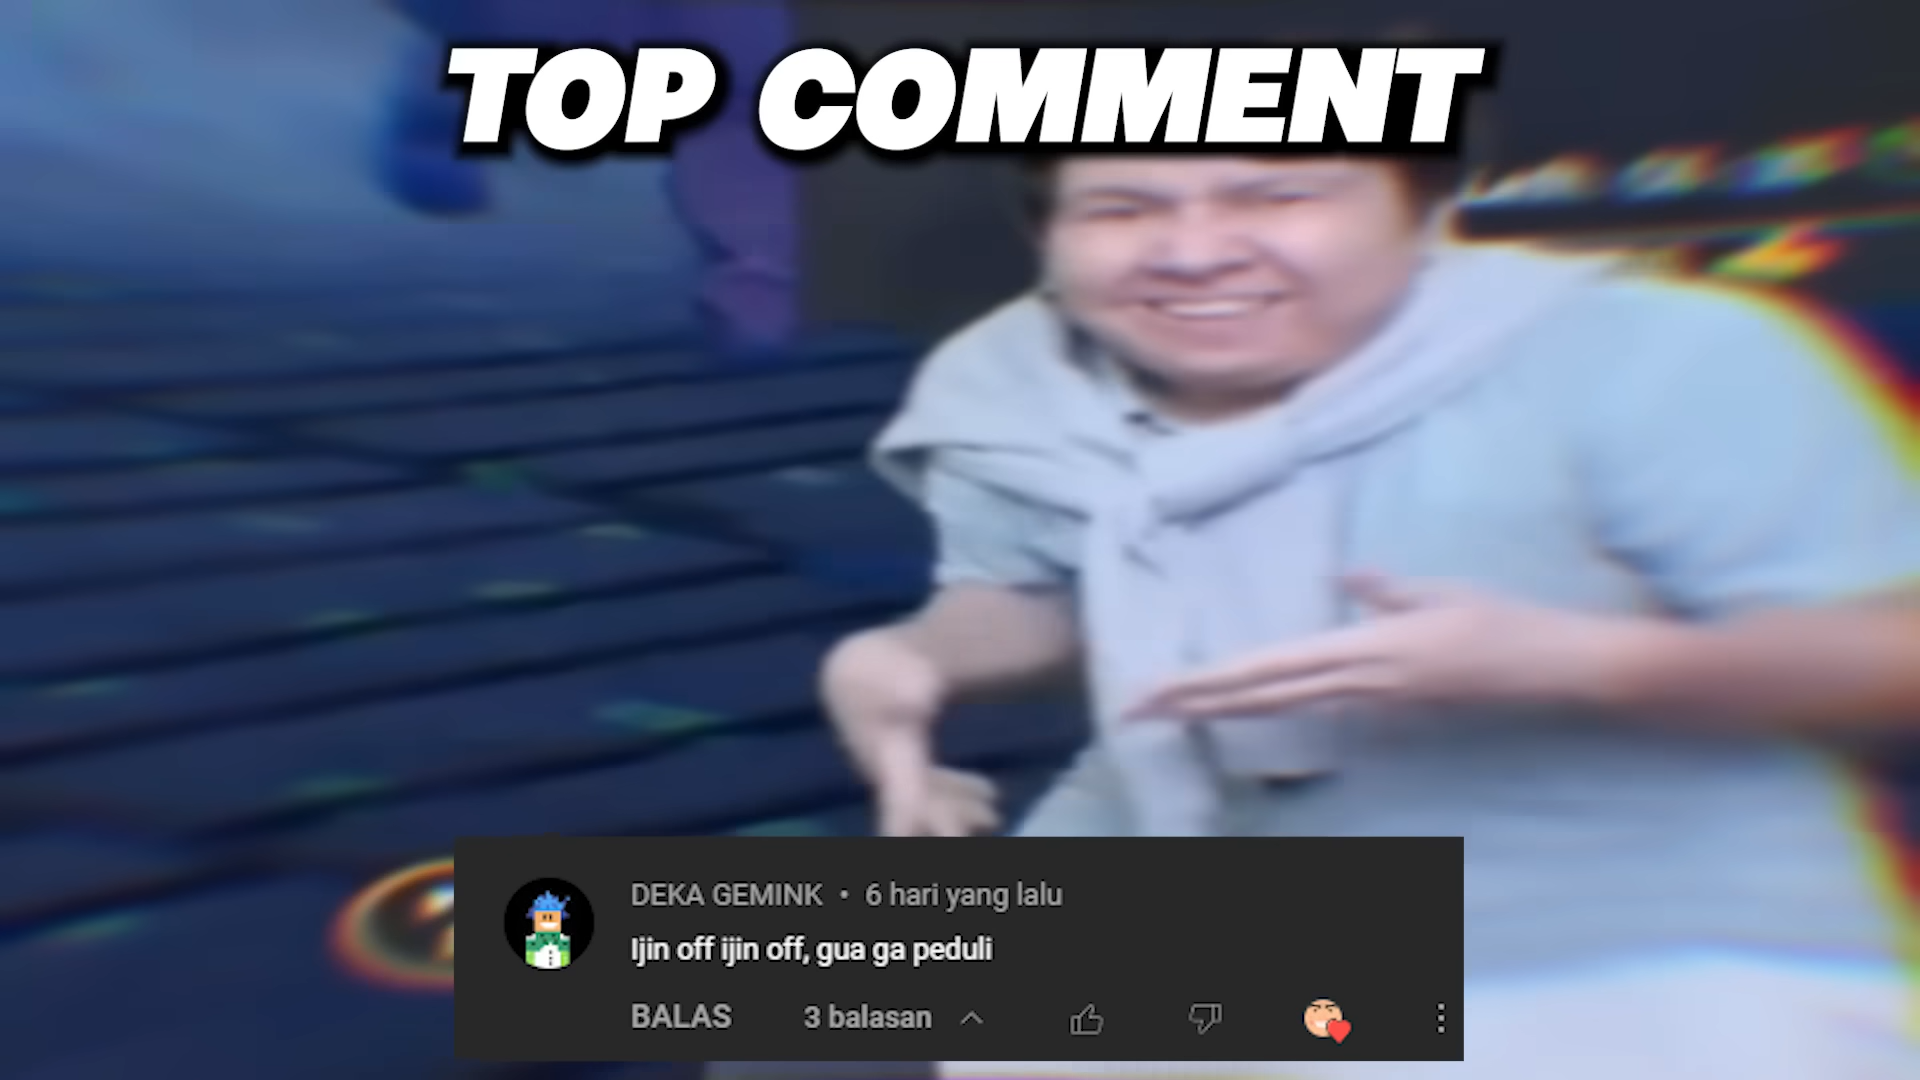 TOP COMMENT
DEKA GEMINK • 6 hari yang lalu
Ijin off ijin off, gua ga peduli
BALAS 3 balasan